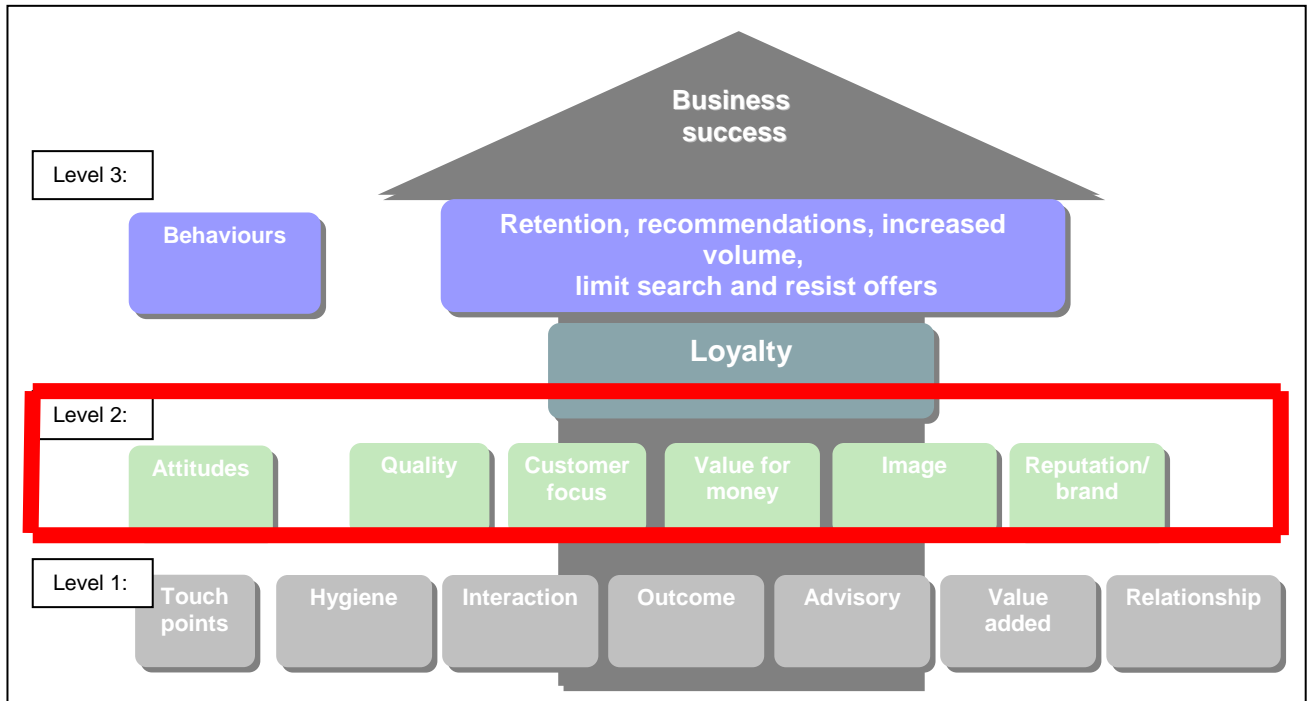 Business
success
Level 3:
Behaviours
Retention, recommendations, increased
volume,
limit search and resist offers
Loyalty
Level 2:
Attitudes
Quality
Customer
focus
Value for
money
Image
Reputation/
brand
Level 1:
Touch
points
Hygiene
Interaction
Outcome
Advisory
Value
added
Relationship